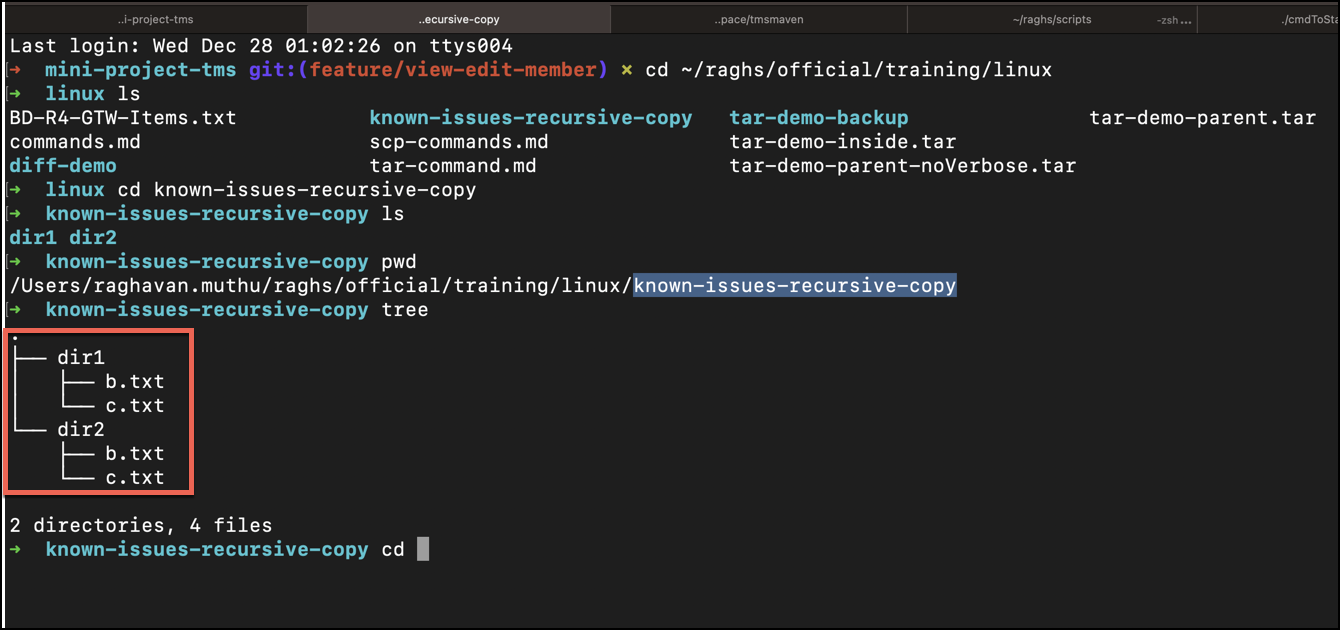 ..i-project-tms ..ecursive-copy ..pace/tmsmaven ~/raghs/scripts -zsh ... ./cmdToSta
Last login: Wed Dec 28 01:02:26 on ttys004
[→ mini-project-tms git:(feature/view-edit-member) × cd ~/raghs/official/training/linux
[→ linux ls
BD-R4-GTW-Items.txt known-issues-recursive-copy tar-demo-backup tar-demo-parent.tar
commands.md scp-commands.md tar-demo-inside.tar
diff-demo tar-command.md tar-demo-parent-noVerbose.tar
[→ linux cd known-issues-recursive-copy
[→ known-issues-recursive-copy ls
dir1 dir2
[→ known-issues-recursive-copy pwd
/Users/raghavan.muthu/raghs/official/training/linux/known-issues-recursive-copy
[→ known-issues-recursive-copy tree
.
├── dir1
│   ├── b.txt
│   └── c.txt
└── dir2
    ├── b.txt
    └── c.txt
2 directories, 4 files
→ known-issues-recursive-copy cd